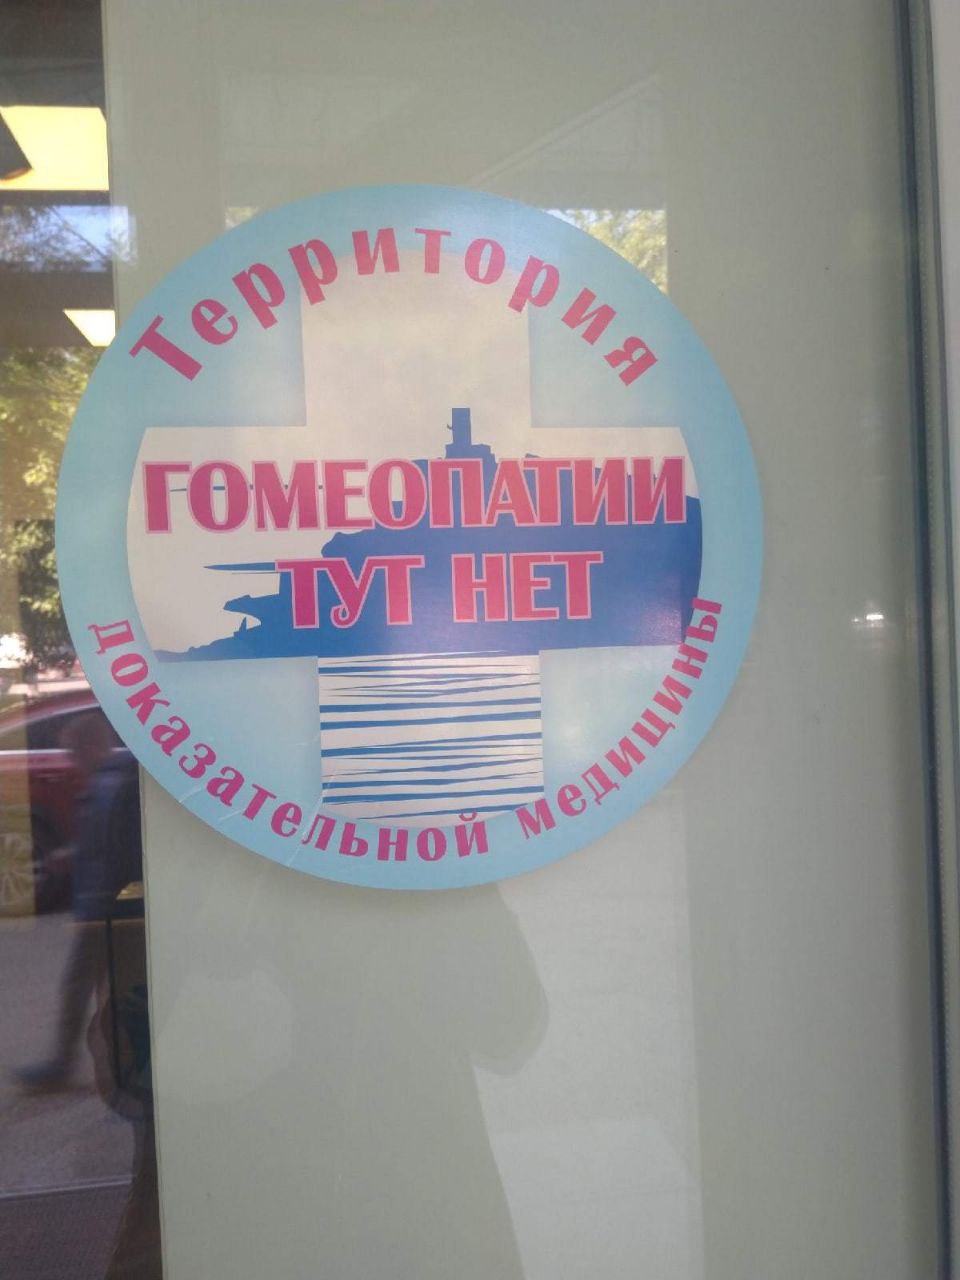 Территория
ГОМЕОПАТИИ
ТУТ НЕТ
доказательной медицины